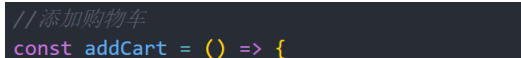 //添加购物车
const addCart = () => {